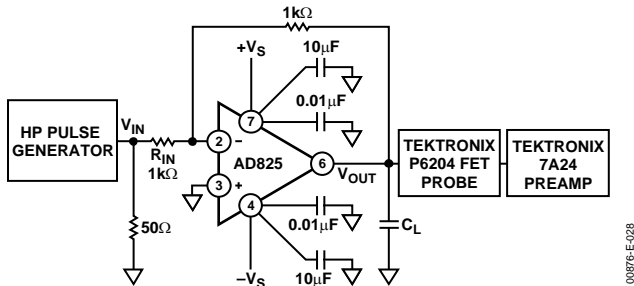 1kΩ
+VS
10µF
0.01µF
HP PULSE
GENERATOR
VIN
RIN
1kΩ
2
–
7
AD825
3
+
6
4
VOUT
TEKTRONIX
P6204 FET
PROBE
TEKTRONIX
7A24
PREAMP
50Ω
0.01µF
CL
10µF
–VS
00876-E-028